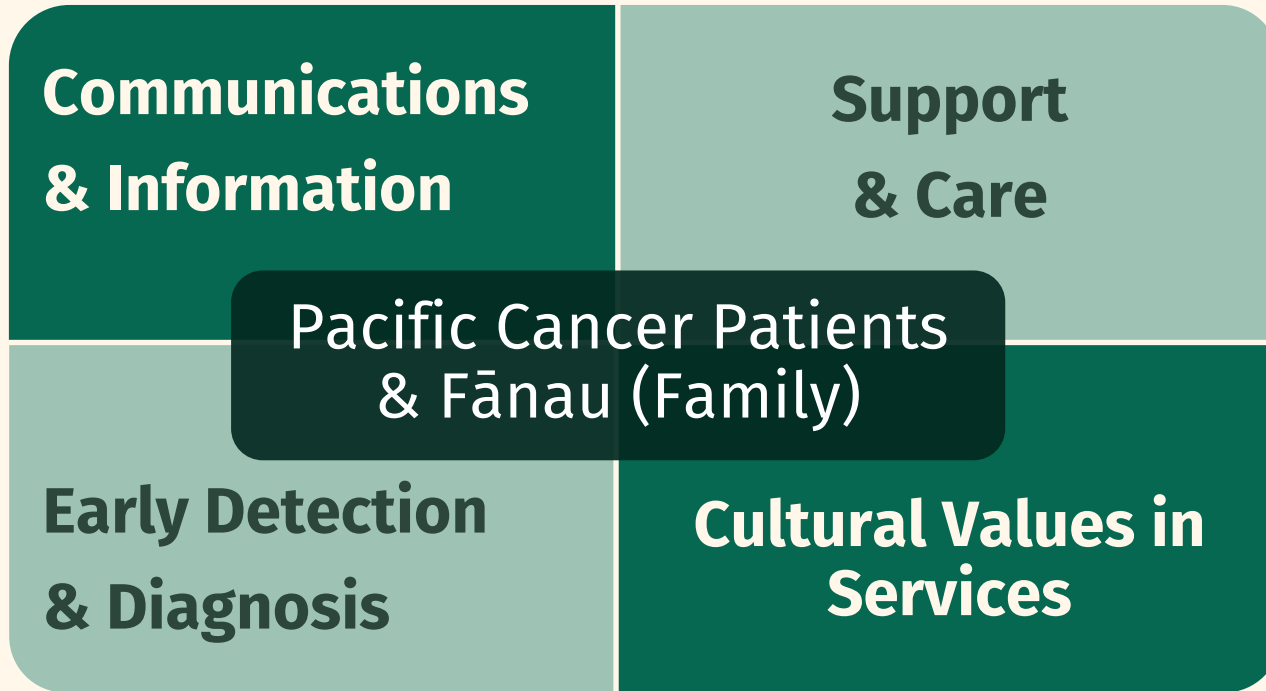 Communications
& Information
Support
& Care
Pacific Cancer Patients
& Fānau (Family)
Early Detection
& Diagnosis
Cultural Values in
Services